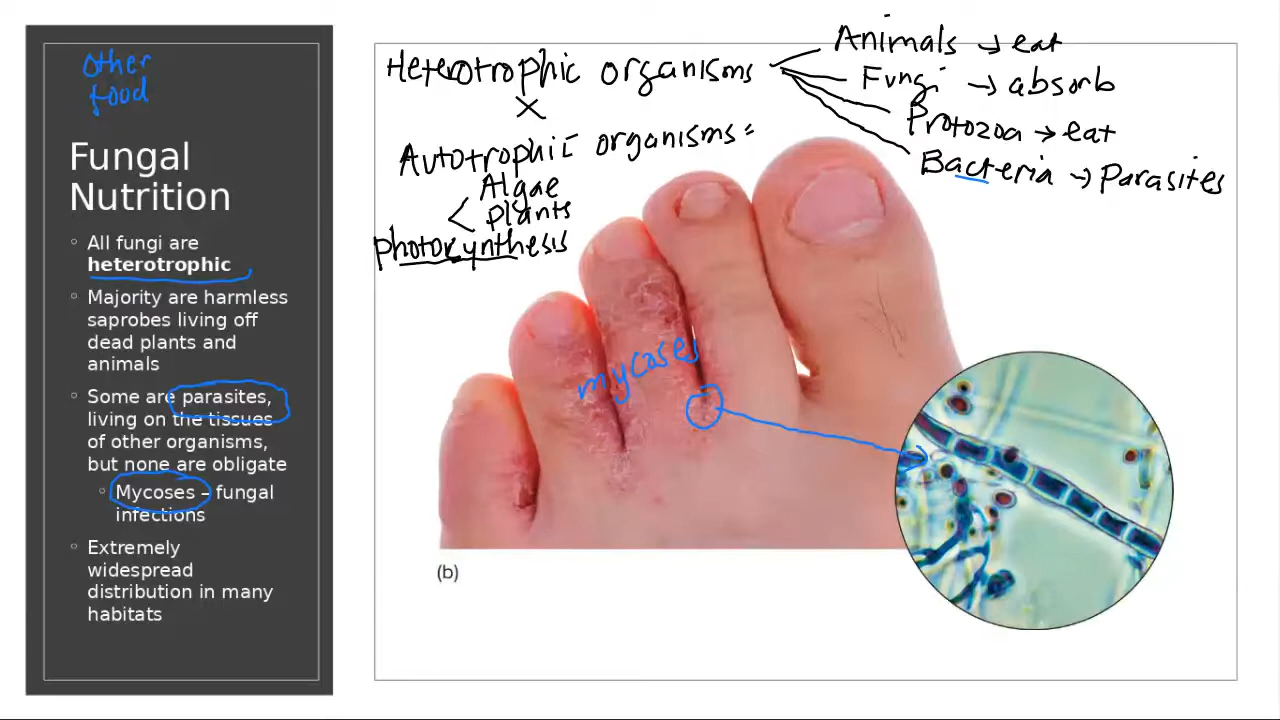 other
food
Fungal
Nutrition
◦ All fungi are
heterotrophic
◦ Majority are harmless
saprobes living off
dead plants and
animals
◦ Some are parasites,
living on the tissues
of other organisms,
but none are obligate
◦ Mycoses – fungal
infections
◦ Extremely
widespread
distribution in many
habitats
Heterotrophic organisms
Animals → eat
Fungi → absorb
Protozoa → eat
Bacteria → Parasites
X
Autotrophic organisms =
Algae
< plants
photosynthesis
mycoses
(b)